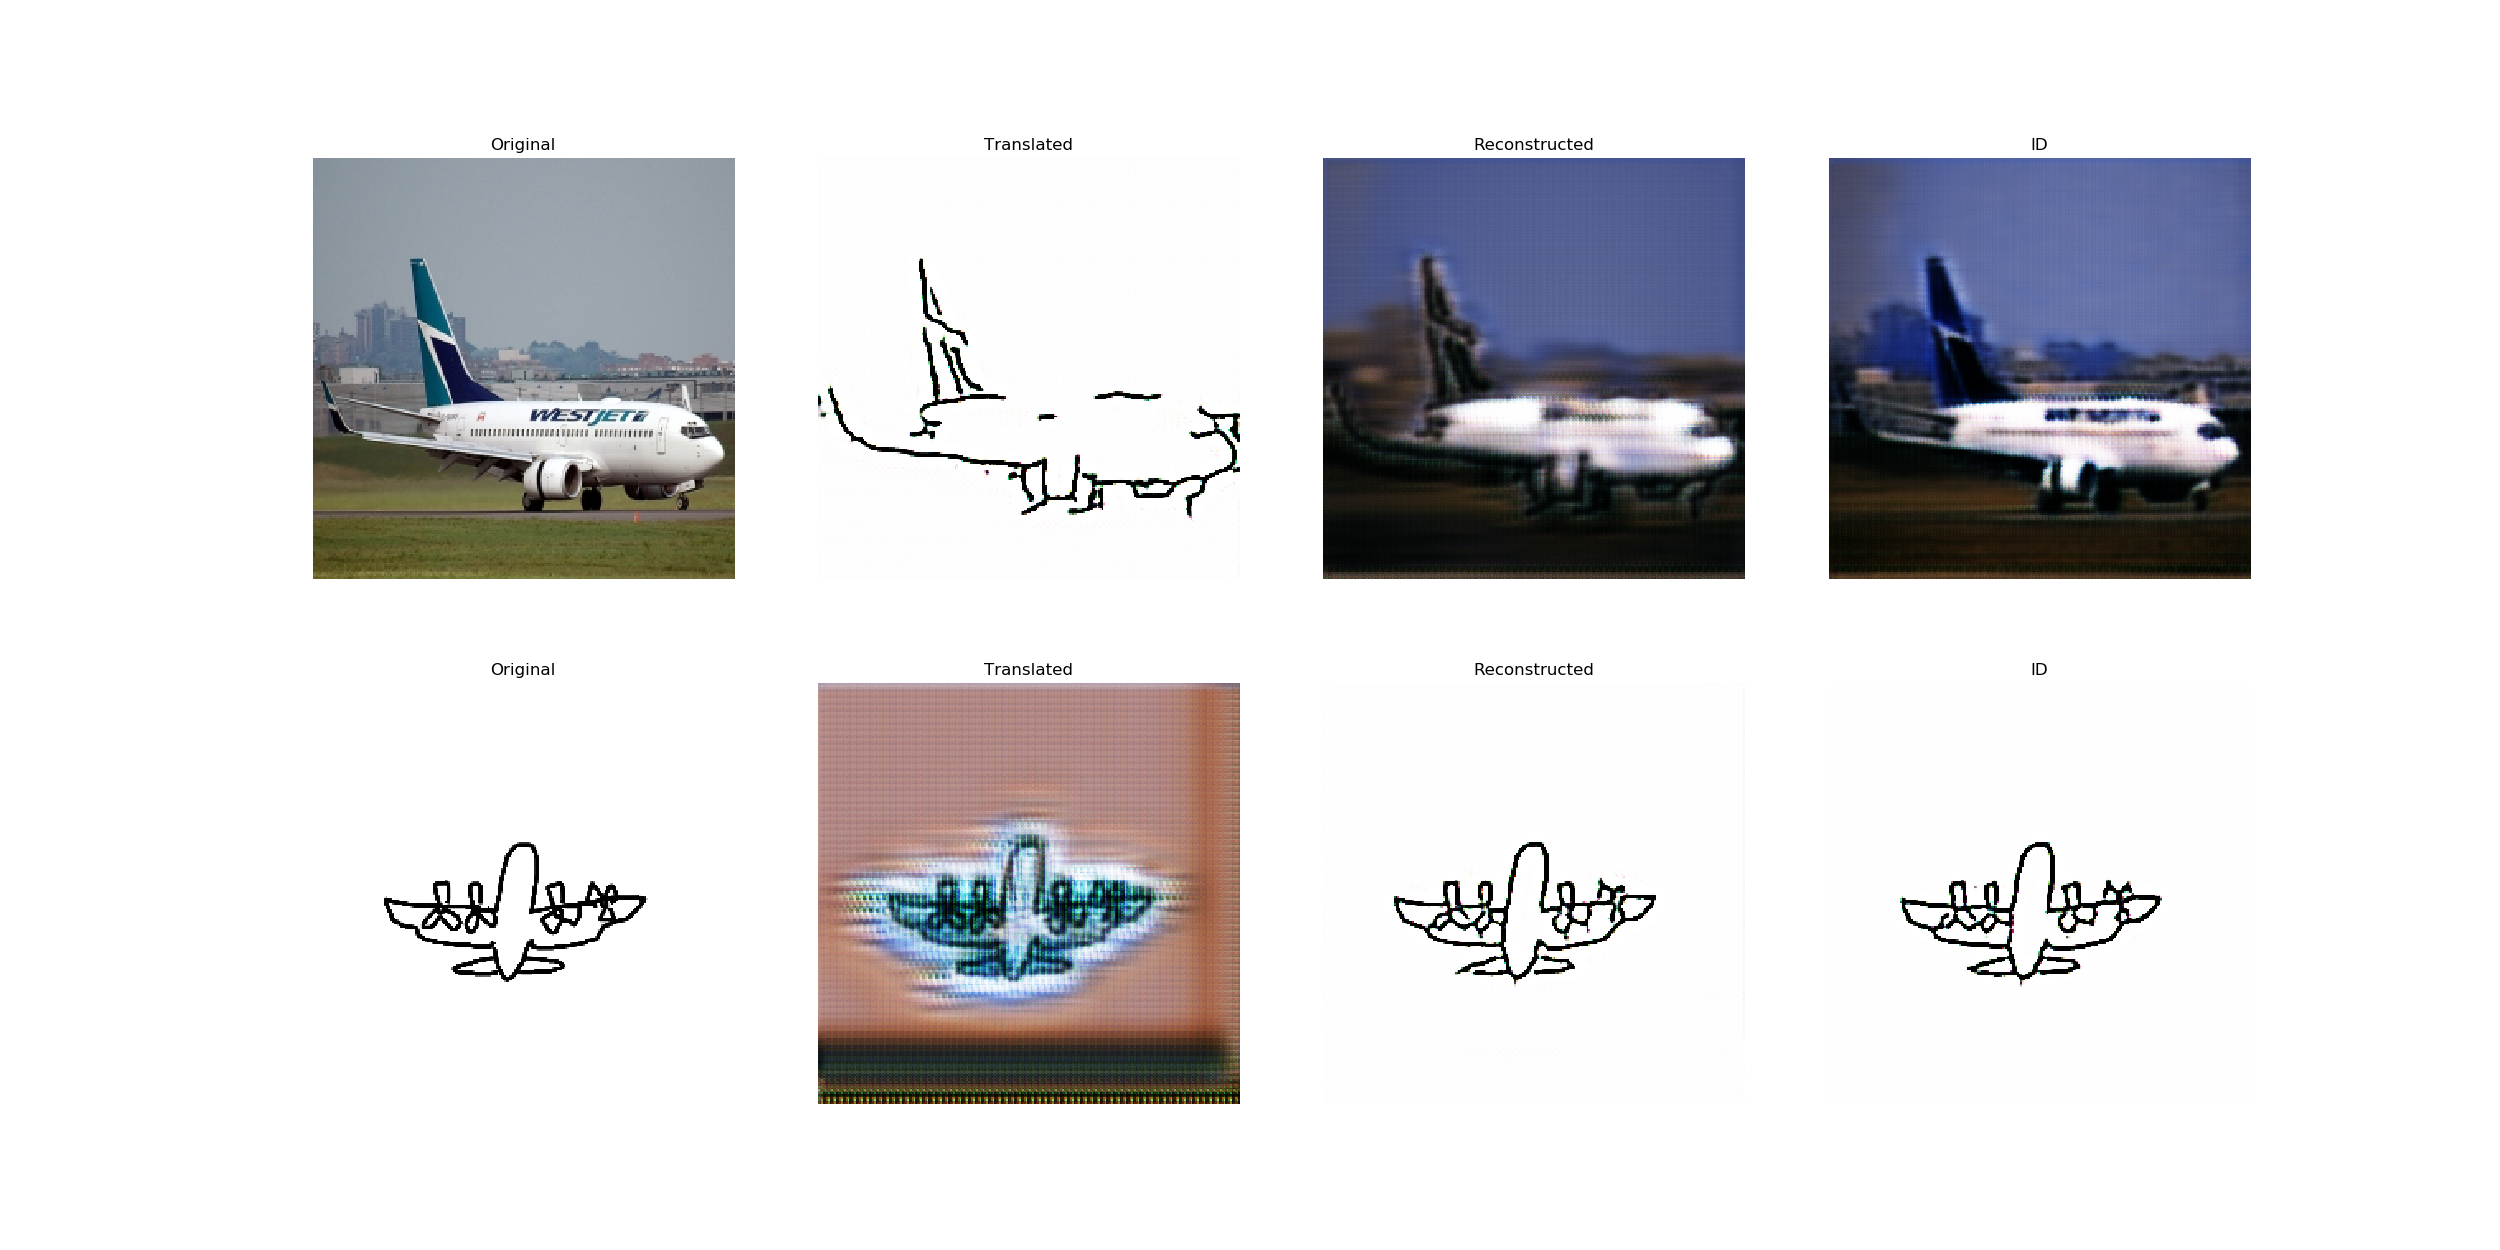 Original
Translated
Reconstructed
ID
WESTJET
Original
Translated
Reconstructed
ID